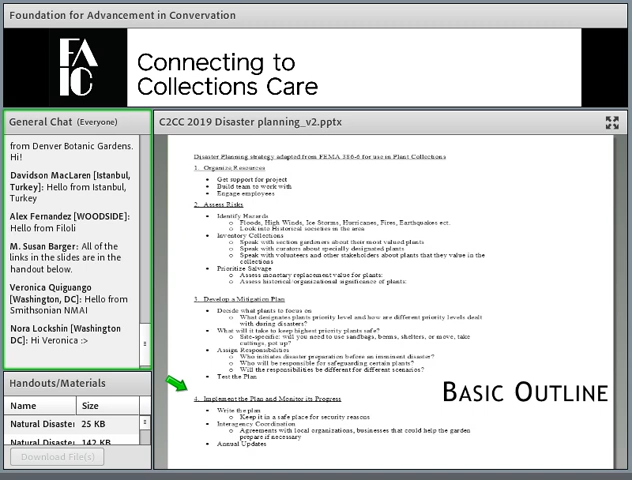 Foundation for Advancement in Convervation
FA
IC
Connecting to
Collections Care
General Chat (Everyone)
from Denver Botanic Gardens.
Hi!
Davidson MacLaren [Istanbul,
Turkey]: Hello from Istanbul,
Turkey
Alex Fernandez [WOODSIDE]:
Hello from Filoli
M. Susan Barger: All of the
links in the slides are in the
handout below.
Veronica Quiguango
[Washington, DC]: Hello from
Smithsonian NMAI
Nora Lockshin [Washington
DC]: Hi Veronica :>
Handouts/Materials
Name Size
Natural Disaste 25 KB
Natural Disaste 142 KB
Download File(s)
C2CC 2019 Disaster planning_v2.pptx
Disaster Planning strategy adapted from FEMA 386-6 for use in Plant Collections
1. Organize Resources
• Get support for project
• Build team to work with
• Engage employees
2. Assess Risks
• Identify Hazards
o Floods, High Winds, Ice Storms, Hurricanes, Fires, Earthquakes ect.
o Look into Historical societies in the area
• Inventory Collections
o Speak with section gardeners about their most valued plants
o Speak with curators about specially designated plants
o Speak with volunteers and other stakeholders about plants that they value in the
collections
• Prioritize Salvage
o Assess monetary replacement value for plants:
o Assess historical/organizational significance of plants:
3. Develop a Mitigation Plan
• Decide what plants to focus on
o What designates plants priority level and how are different priority levels dealt
with during disasters?
• What will it take to keep highest priority plants safe?
o Site-specific: will you need to use sandbags, berms, shelters, or move, take
cuttings, pot up?
• Assign Responsibilities
o Who initiates disaster preparation before an imminent disaster?
o Who will be responsible for safeguarding certain plants?
o Will the responsibilities be different for different scenarios?
• Test the Plan
4. Implement the Plan and Monitor its Progress
• Write the plan
o Keep it in a safe place for security reasons
• Interagency Coordination
o Agreements with local organizations, businesses that could help the garden
prepare if necessary
• Annual Updates
BASIC OUTLINE